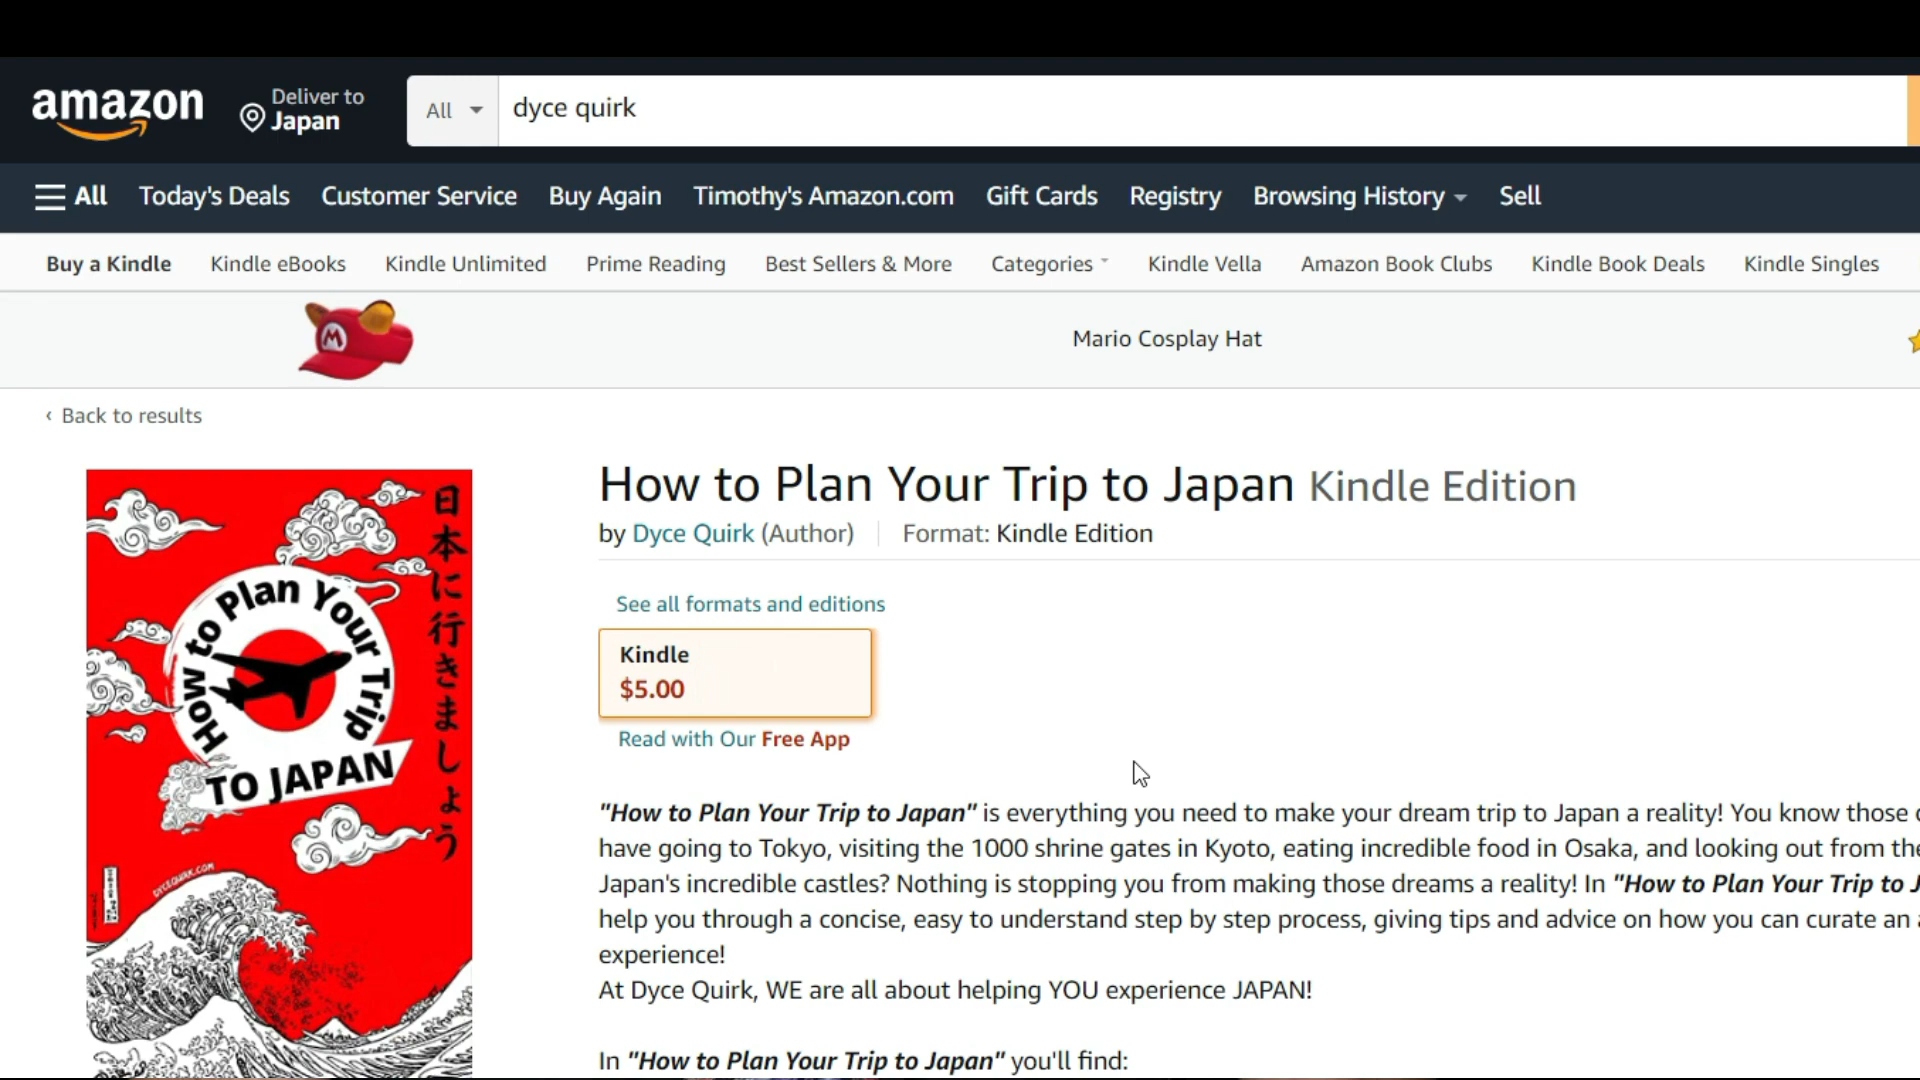 amazon
Deliver to
Japan
All
dyce quirk
All
Today's Deals
Customer Service
Buy Again
Timothy's Amazon.com
Gift Cards
Registry
Browsing History
Sell
Buy a Kindle
Kindle eBooks
Kindle Unlimited
Prime Reading
Best Sellers & More
Categories
Kindle Vella
Amazon Book Clubs
Kindle Book Deals
Kindle Singles
M
Mario Cosplay Hat
‹ Back to results
How to Plan Your Trip
TO JAPAN
日本に行きましょう
DYCEQUIRK.COM
How to Plan Your Trip to Japan Kindle Edition
by Dyce Quirk (Author)
Format: Kindle Edition
See all formats and editions
Kindle
$5.00
Read with Our Free App
"How to Plan Your Trip to Japan" is everything you need to make your dream trip to Japan a reality! You know those
have going to Tokyo, visiting the 1000 shrine gates in Kyoto, eating incredible food in Osaka, and looking out from
Japan's incredible castles? Nothing is stopping you from making those dreams a reality! In "How to Plan Your Trip to
help you through a concise, easy to understand step by step process, giving tips and advice on how you can curate an
experience!
At Dyce Quirk, WE are all about helping YOU experience JAPAN!
In "How to Plan Your Trip to Japan" you'll find: